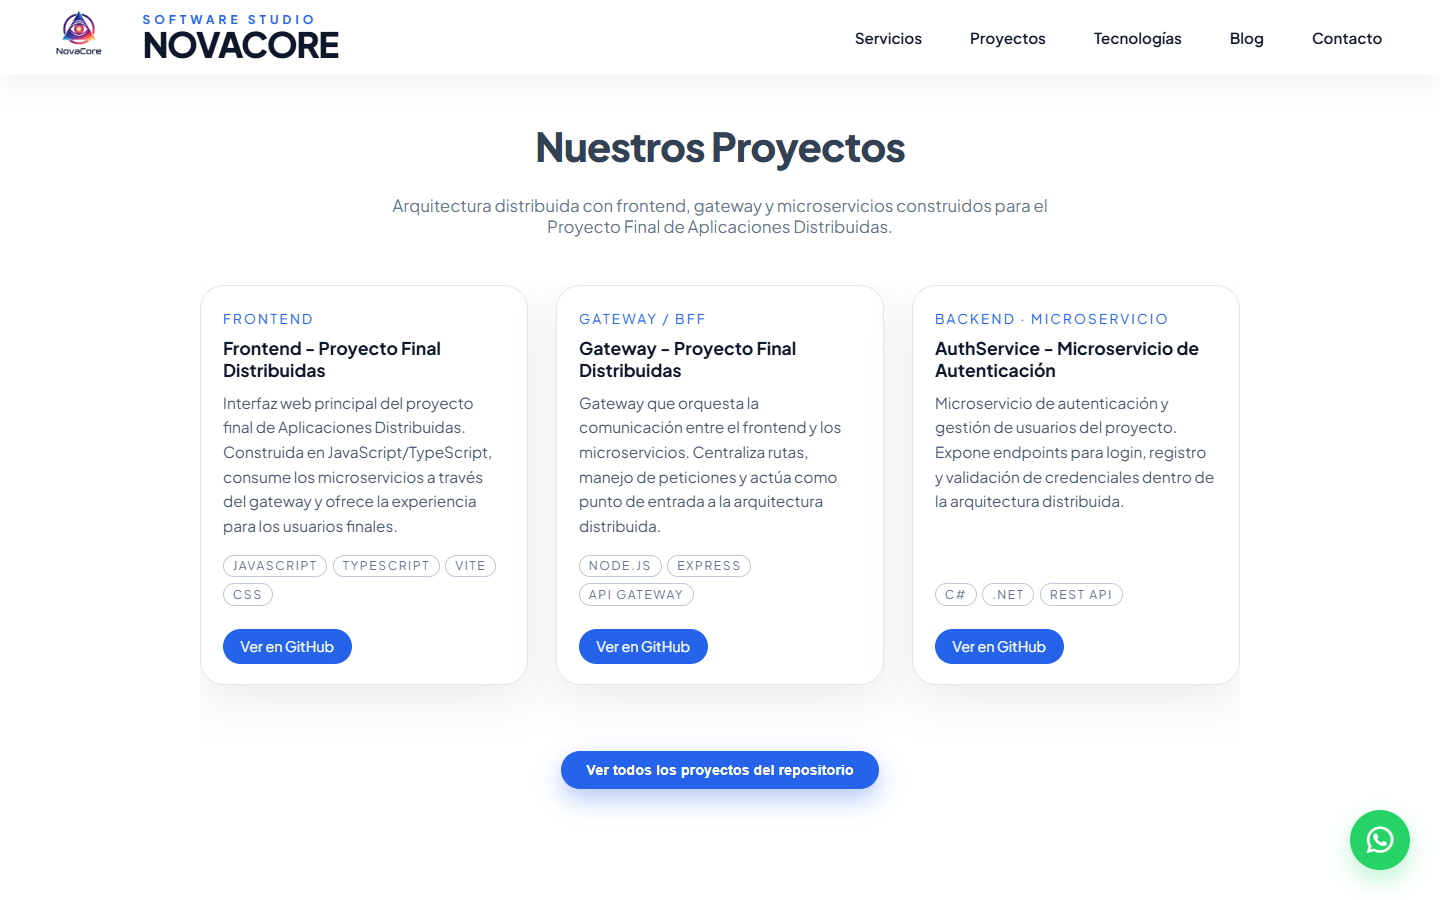 NovaCore
SOFTWARE STUDIO
NOVACORE
Servicios
Proyectos
Tecnologías
Blog
Contacto
Nuestros Proyectos
Arquitectura distribuida con frontend, gateway y microservicios construidos para el
Proyecto Final de Aplicaciones Distribuidas.
FRONTEND
Frontend - Proyecto Final
Distribuidas
Interfaz web principal del proyecto
final de Aplicaciones Distribuidas.
Construida en JavaScript/TypeScript,
consume los microservicios a través
del gateway y ofrece la experiencia
para los usuarios finales.
JAVASCRIPT
TYPESCRIPT
VITE
CSS
Ver en GitHub
GATEWAY / BFF
Gateway - Proyecto Final
Distribuidas
Gateway que orquesta la
comunicación entre el frontend y los
microservicios. Centraliza rutas,
manejo de peticiones y actúa como
punto de entrada a la arquitectura
distribuida.
NODE.JS
EXPRESS
API GATEWAY
Ver en GitHub
BACKEND · MICROSERVICIO
AuthService - Microservicio de
Autenticación
Microservicio de autenticación y
gestión de usuarios del proyecto.
Expone endpoints para login, registro
y validación de credenciales dentro de
la arquitectura distribuida.
C#
.NET
REST API
Ver en GitHub
Ver todos los proyectos del repositorio